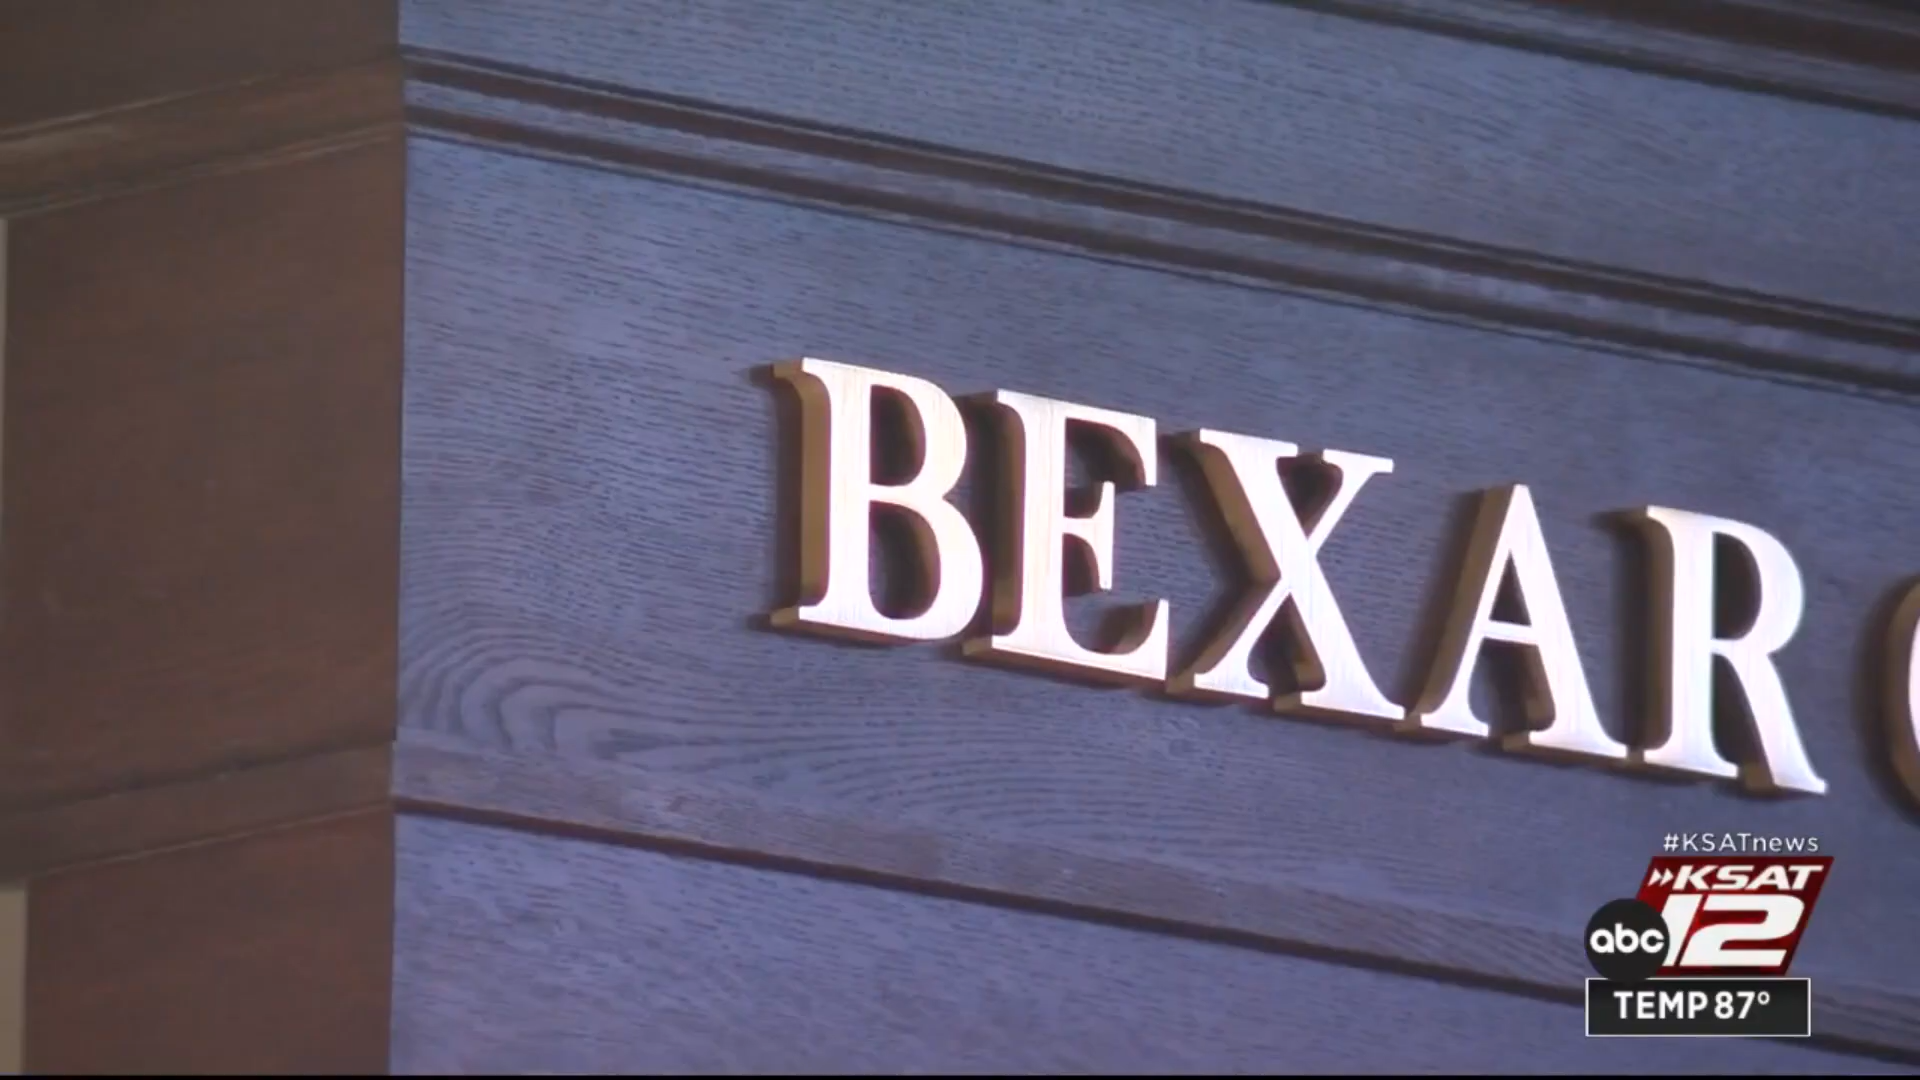 BEXAR
#KSATnews
KSAT
abc 12
TEMP 87°